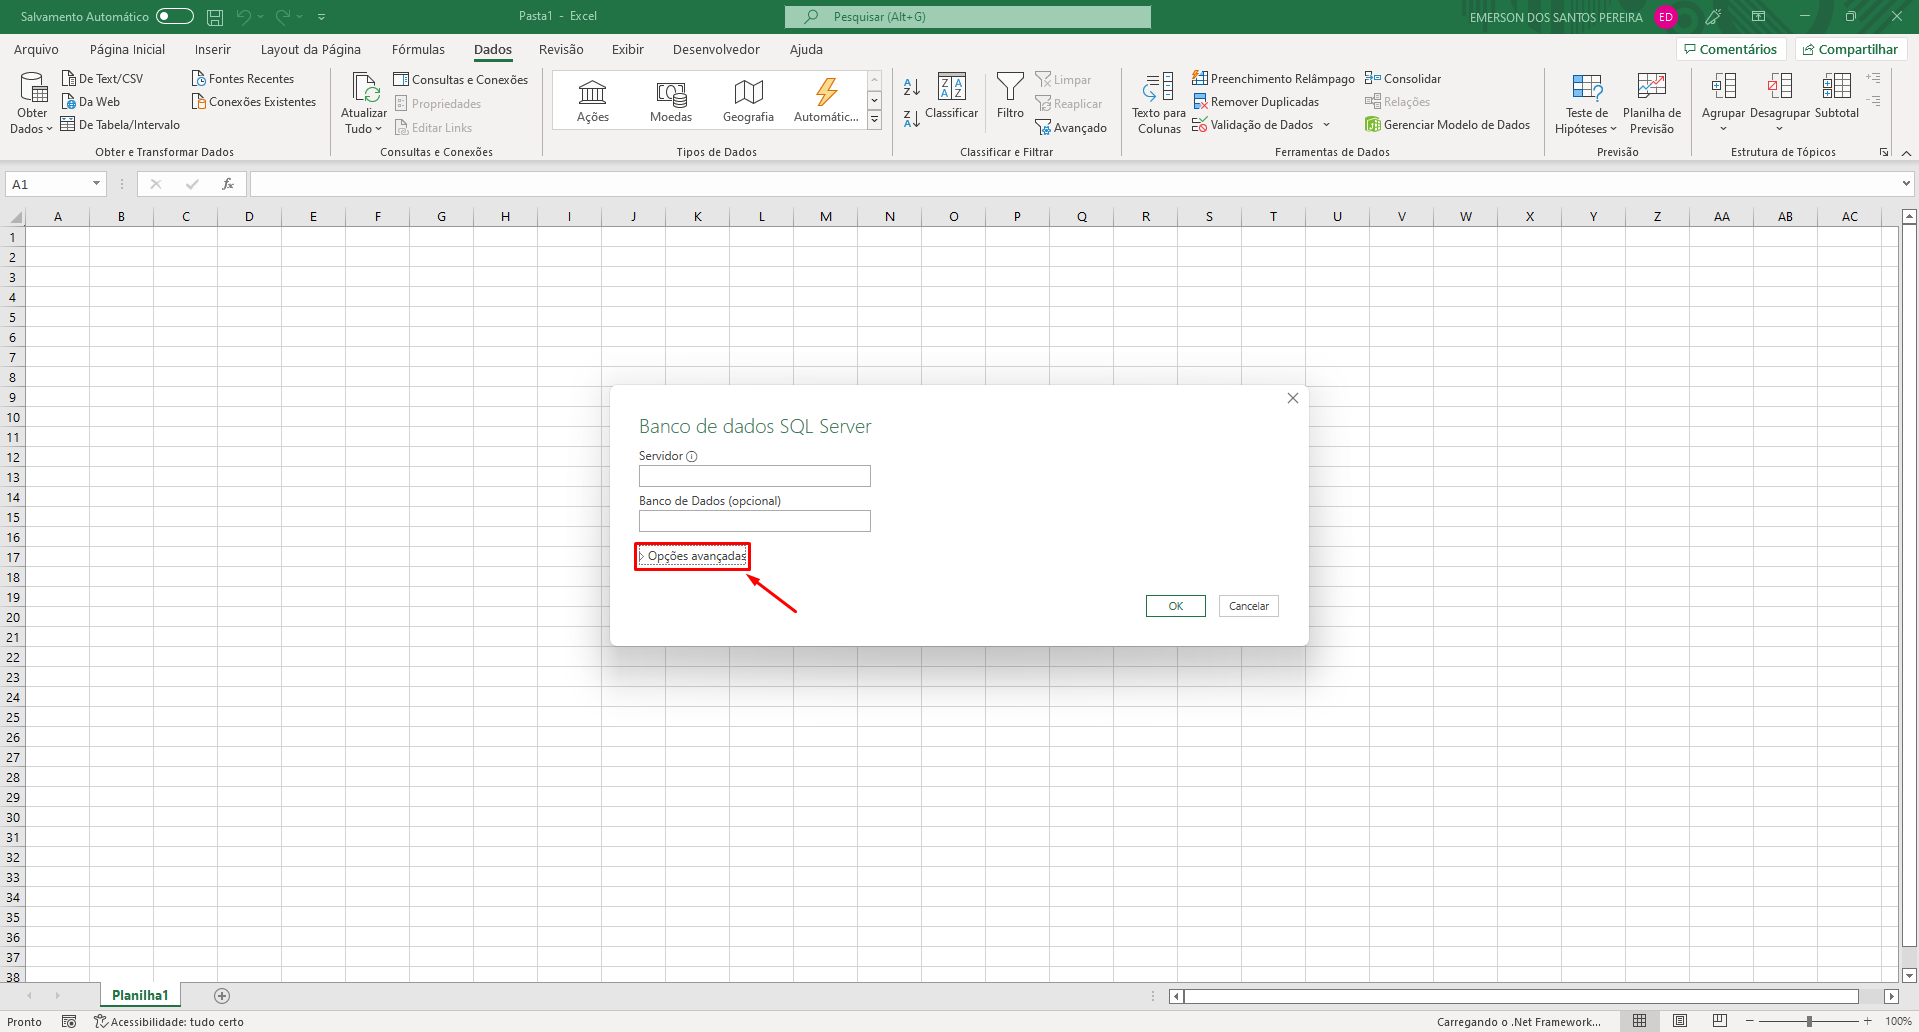 Salvamento Automático
Pasta1 - Excel
Pesquisar (Alt+G)
EMERSON DOS SANTOS PEREIRA
ED
Arquivo
Página Inicial
Inserir
Layout da Página
Fórmulas
Dados
Revisão
Exibir
Desenvolvedor
Ajuda
Comentários
Compartilhar
Obter
Dados
De Text/CSV
Da Web
De Tabela/Intervalo
Fontes Recentes
Conexões Existentes
Obter e Transformar Dados
Atualizar
Tudo
Consultas e Conexões
Propriedades
Editar Links
Consultas e Conexões
Ações
Moedas
Geografia
Automátic...
Tipos de Dados
Classificar
Filtro
Limpar
Reaplicar
Avançado
Classificar e Filtrar
Texto para
Colunas
Preenchimento Relâmpago
Remover Duplicadas
Validação de Dados
Consolidar
Relações
Gerenciar Modelo de Dados
Ferramentas de Dados
Teste de
Hipóteses
Planilha de
Previsão
Previsão
Agrupar
Desagrupar
Subtotal
Estrutura de Tópicos
A1
fx
A B C D E F G H I J K L M N O P Q R S T U V W X Y Z AA AB AC
1
2
3
4
5
6
7
8
9
10
11
12
13
14
15
16
17
18
19
20
21
22
23
24
25
26
27
28
29
30
31
32
33
34
35
36
37
38
Banco de dados SQL Server
Servidor
Banco de Dados (opcional)
Opções avançadas
OK
Cancelar
Planilha1
Pronto
Acessibilidade: tudo certo
Carregando o .Net Framework...
100%